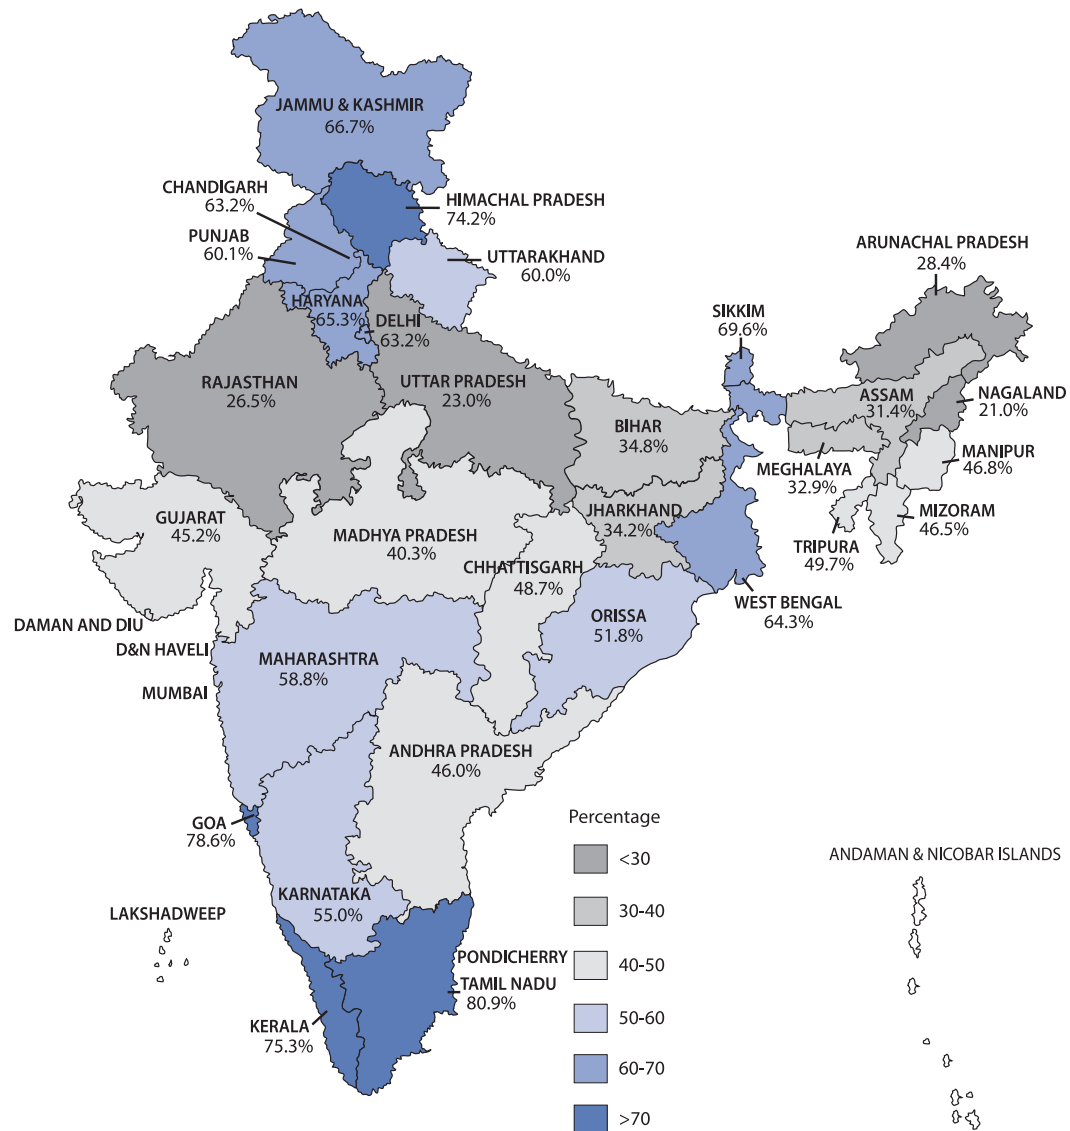 JAMMU & KASHMIR
66.7%
CHANDIGARH
63.2%
HIMACHAL PRADESH
74.2%
PUNJAB
60.1%
UTTARAKHAND
60.0%
ARUNACHAL PRADESH
28.4%
HARYANA
65.3%
DELHI
63.2%
SIKKIM
69.6%
RAJASTHAN
26.5%
UTTAR PRADESH
23.0%
ASSAM
31.4%
NAGALAND
21.0%
BIHAR
34.8%
MEGHALAYA
32.9%
MANIPUR
46.8%
GUJARAT
45.2%
MADHYA PRADESH
40.3%
JHARKHAND
34.2%
MIZORAM
46.5%
TRIPURA
49.7%
CHHATTISGARH
48.7%
WEST BENGAL
64.3%
ORISSA
51.8%
DAMAN AND DIU
D&N HAVELI
MAHARASHTRA
58.8%
MUMBAI
ANDHRA PRADESH
46.0%
GOA
78.6%
KARNATAKA
55.0%
LAKSHADWEEP
PONDICHERRY
TAMIL NADU
80.9%
KERALA
75.3%
Percentage
<30
30-40
40-50
50-60
60-70
>70
ANDAMAN & NICOBAR ISLANDS